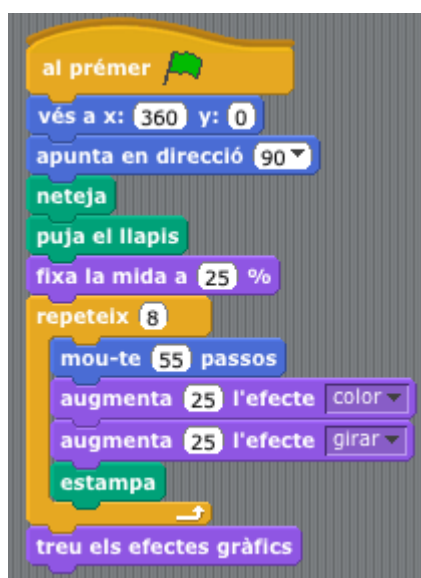 al prémer
vés a x: 360 y: 0
apunta en direcció 90
neteja
puja el llapis
fixa la mida a 25 %
repeteix 8
mou-te 55 passos
augmenta 25 l'efecte color
augmenta 25 l'efecte girar
estampa
treu els efectes gràfics